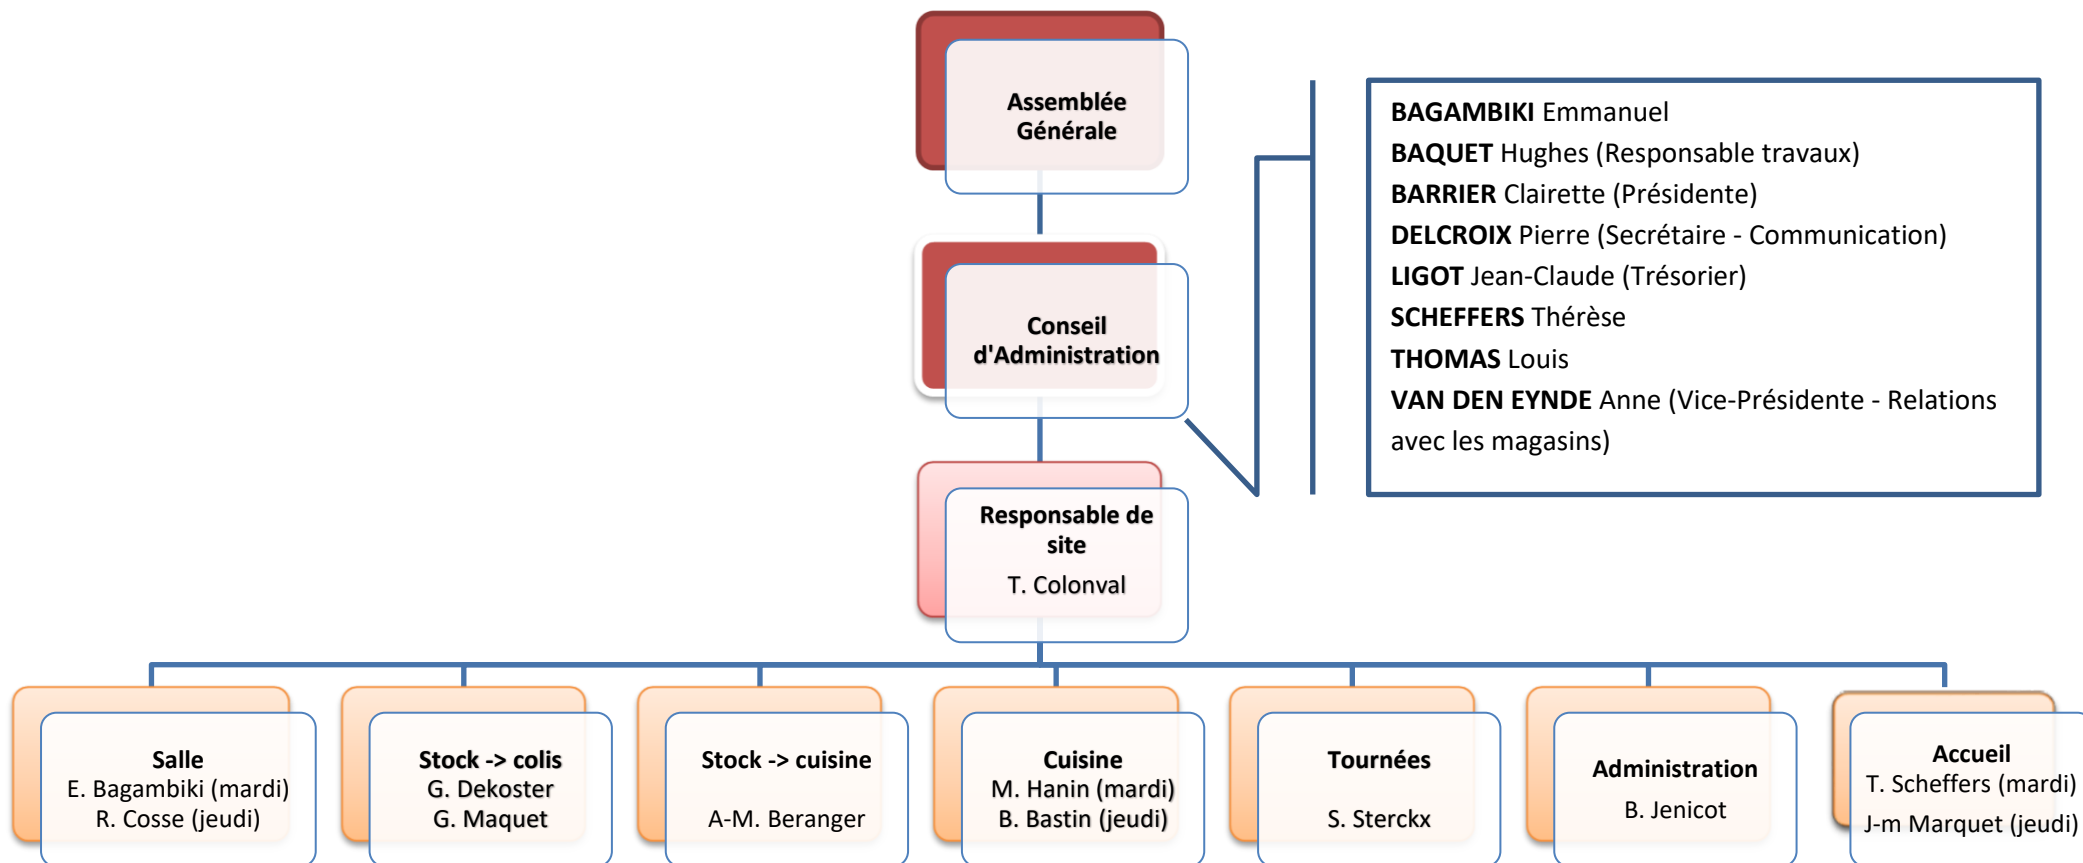 Assemblée
Générale
BAGAMBIKI Emmanuel
BAQUET Hughes (Responsable travaux)
BARRIER Clairette (Présidente)
DELCROIX Pierre (Secrétaire - Communication)
LIGOT Jean-Claude (Trésorier)
SCHEFFERS Thérèse
THOMAS Louis
VAN DEN EYNDE Anne (Vice-Présidente - Relations
avec les magasins)
Conseil
d'Administration
Responsable de
site
T. Colonval
Salle
E. Bagambiki (mardi)
R. Cosse (jeudi)
Stock -> colis
G. Dekoster
G. Maquet
Stock -> cuisine
A-M. Beranger
Cuisine
M. Hanin (mardi)
B. Bastin (jeudi)
Tournées
S. Sterckx
Administration
B. Jenicot
Accueil
T. Scheffers (mardi)
J-m Marquet (jeudi)